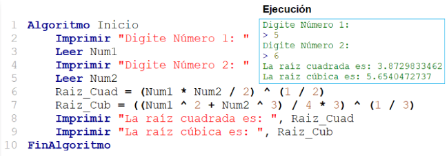 Ejecución
1 Algoritmo Inicio
2 Imprimir "Digite Número 1: "
3 Leer Num1
4 Imprimir "Digite Número 2: "
5 Leer Num2
6 Raiz_Cuad = (Num1 * Num2 / 2) ^ (1 / 2)
7 Raiz_Cub = ((Num1 ^ 2 + Num2 ^ 3) / 4 * 3) ^ (1 / 3)
8 Imprimir "La raíz cuadrada es: ", Raiz_Cuad
9 Imprimir "La raíz cúbica es: ", Raiz_Cub
10 FinAlgoritmo
Digite Número 1:
> 5
Digite Número 2:
> 6
La raíz cuadrada es: 3.8729833462
La raíz cúbica es: 5.6540472737